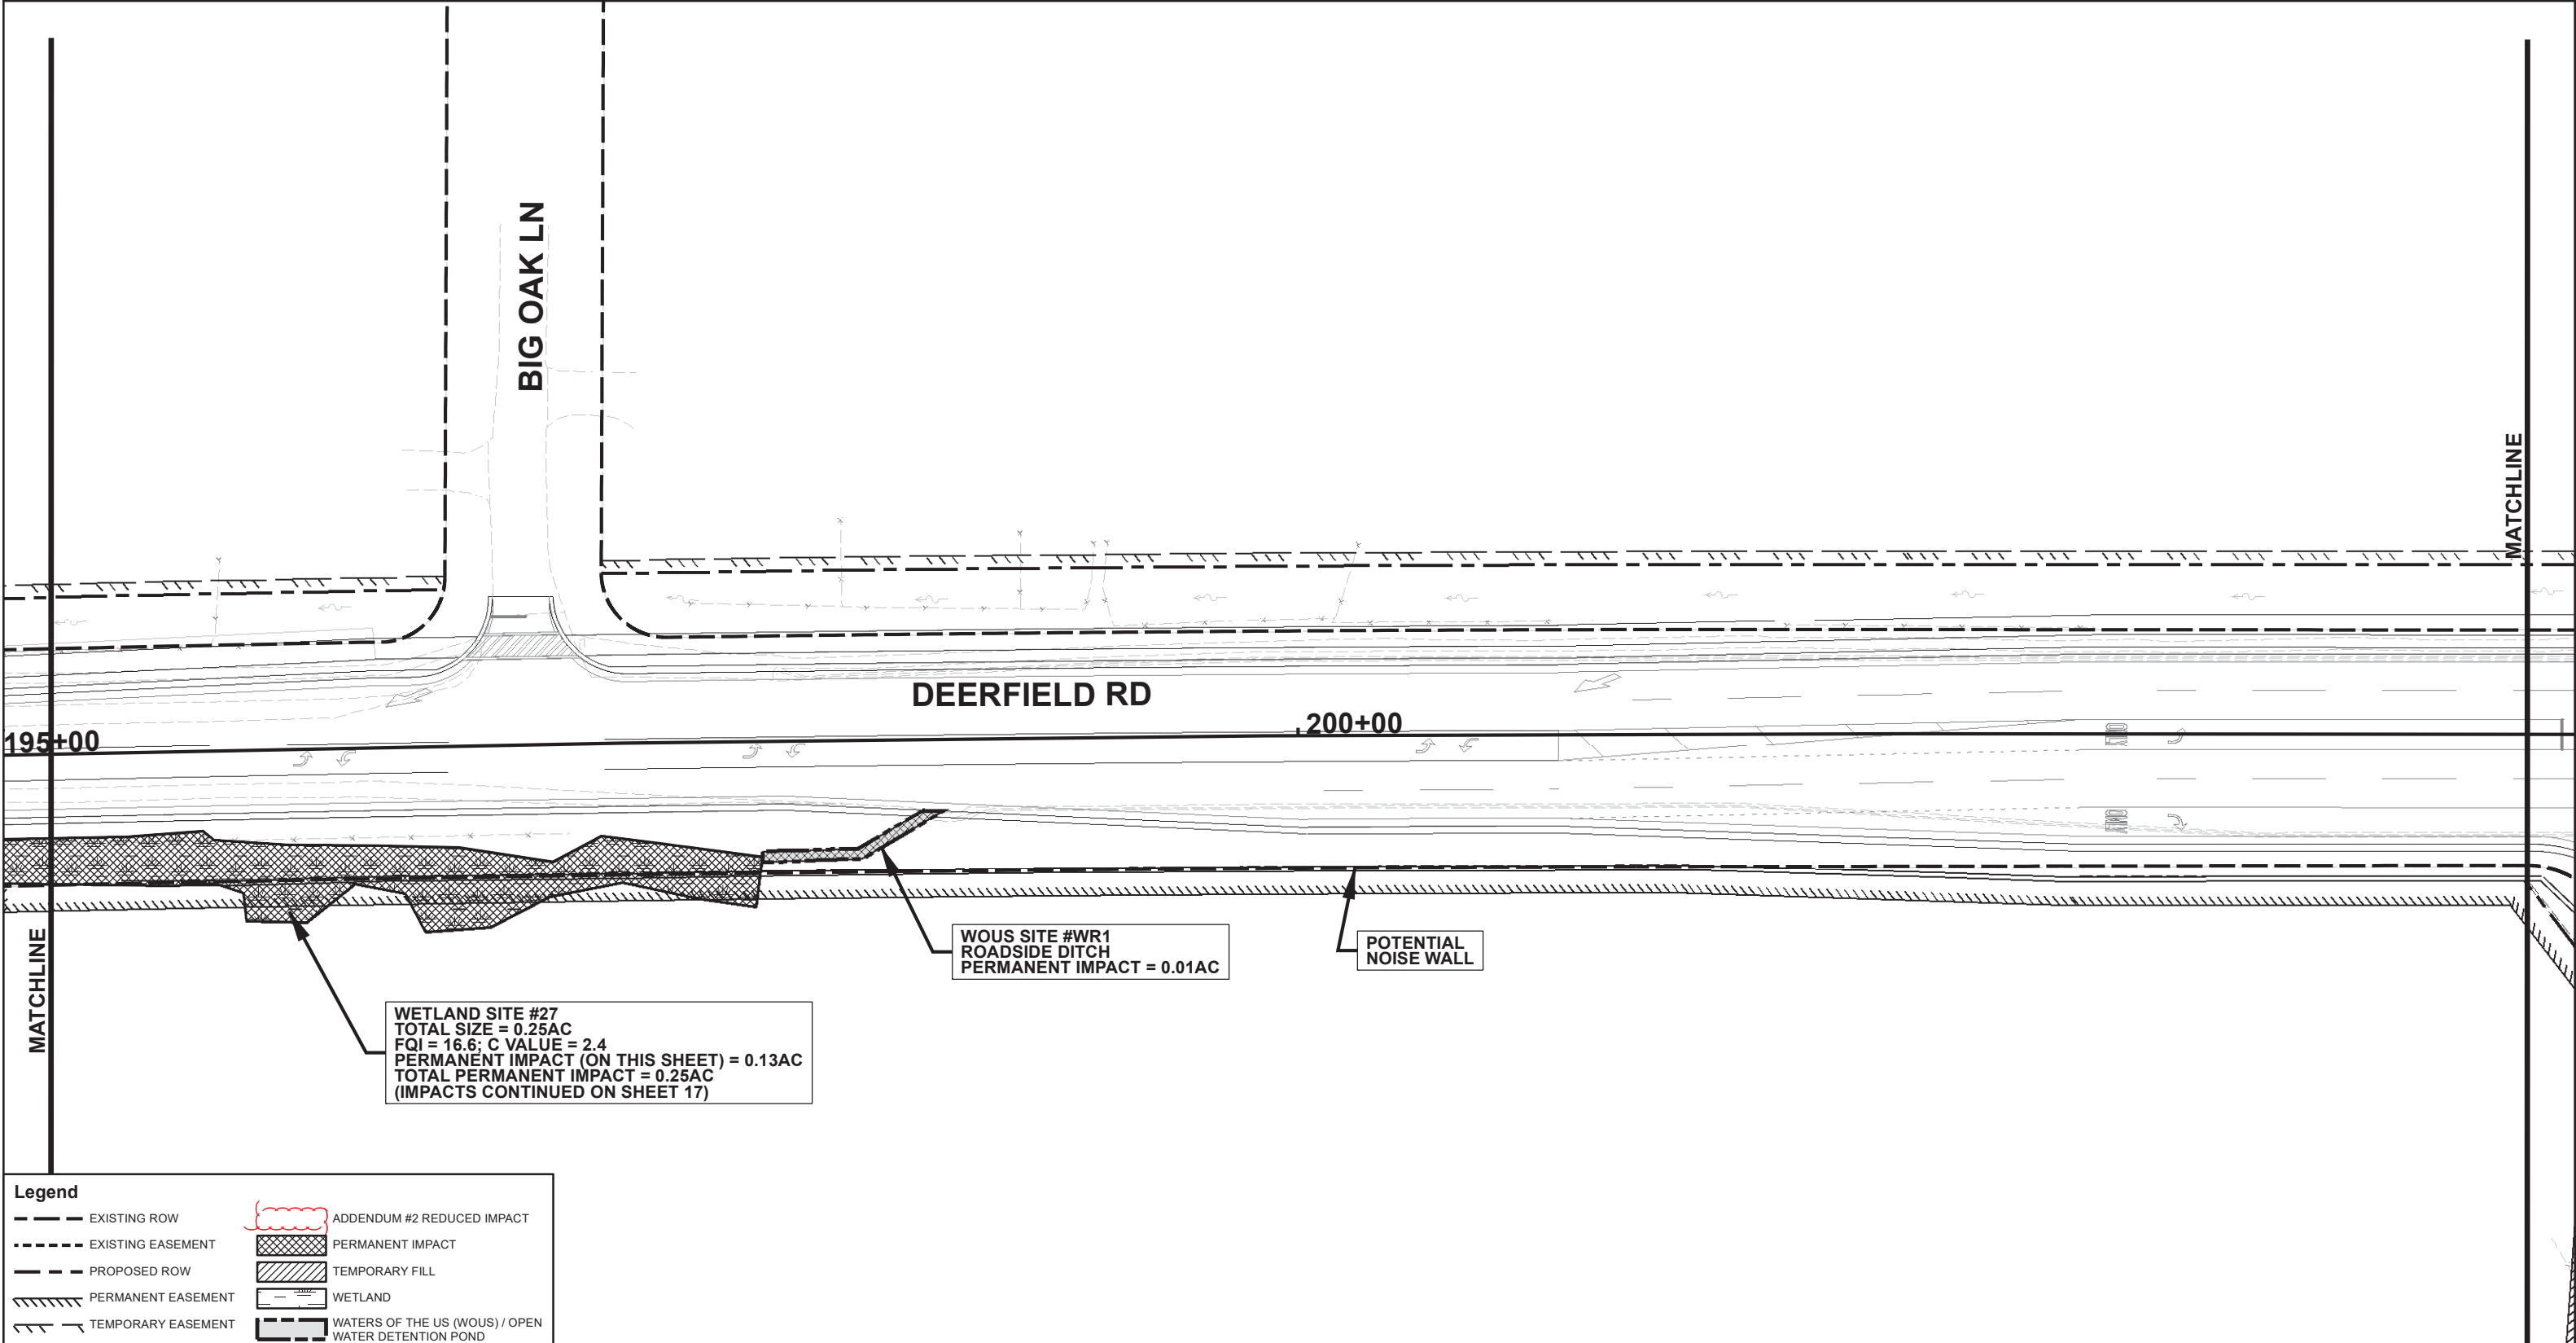 BIG OAK LN
MATCHLINE
DEERFIELD RD
195+00
200+00
ONLY
ONLY
MATCHLINE
WOUS SITE #WR1
ROADSIDE DITCH
PERMANENT IMPACT = 0.01AC
POTENTIAL
NOISE WALL
WETLAND SITE #27
TOTAL SIZE = 0.25AC
FQI = 16.6; C VALUE = 2.4
PERMANENT IMPACT (ON THIS SHEET) = 0.13AC
TOTAL PERMANENT IMPACT = 0.25AC
(IMPACTS CONTINUED ON SHEET 17)
Legend
EXISTING ROW
EXISTING EASEMENT
PROPOSED ROW
PERMANENT EASEMENT
TEMPORARY EASEMENT
ADDENDUM #2 REDUCED IMPACT
PERMANENT IMPACT
TEMPORARY FILL
WETLAND
WATERS OF THE US (WOUS) / OPEN
WATER DETENTION POND